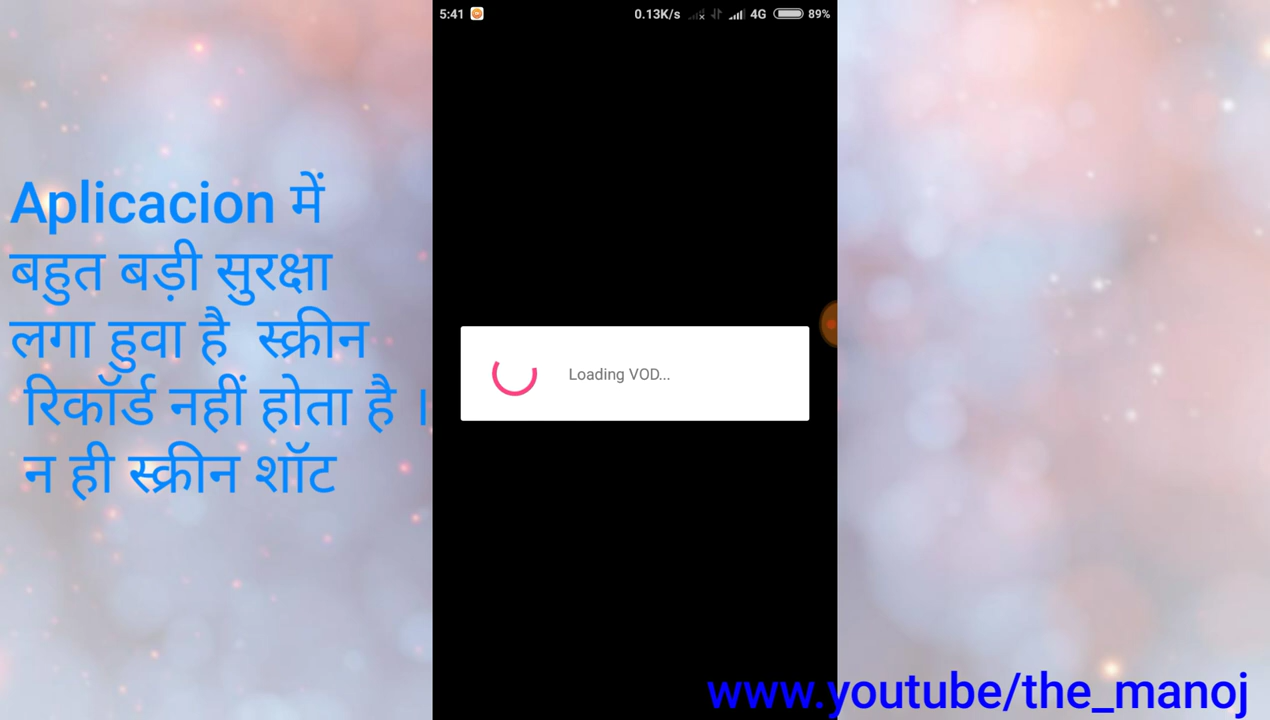 5:41 0.13K/s 4G 89%
Aplicacion में
बहुत बड़ी सुरक्षा
लगा हुवा है स्क्रीन
रिकॉर्ड नहीं होता है ।
न ही स्क्रीन शॉट
Loading VOD...
www.youtube/the_manoj